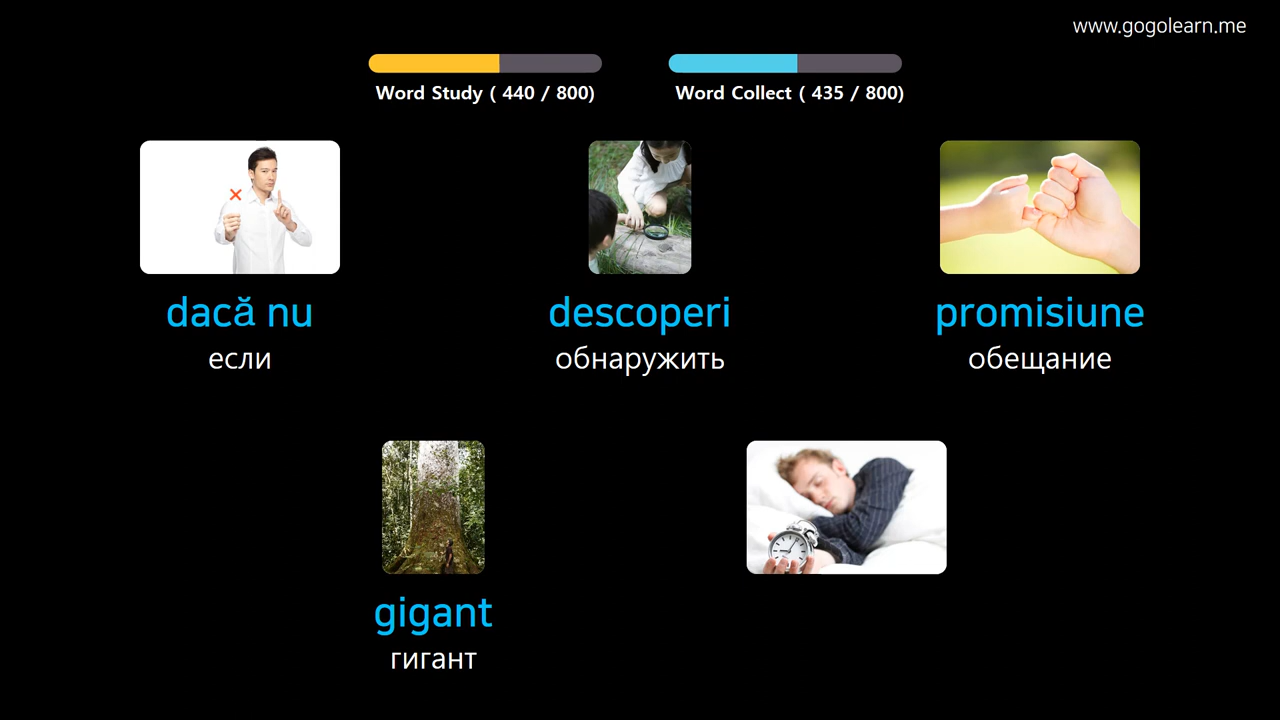 www.gogolearn.me
Word Study ( 440 / 800)
Word Collect ( 435 / 800)
dacă nu
если
descoperi
обнаружить
promisiune
обещание
gigant
гигант